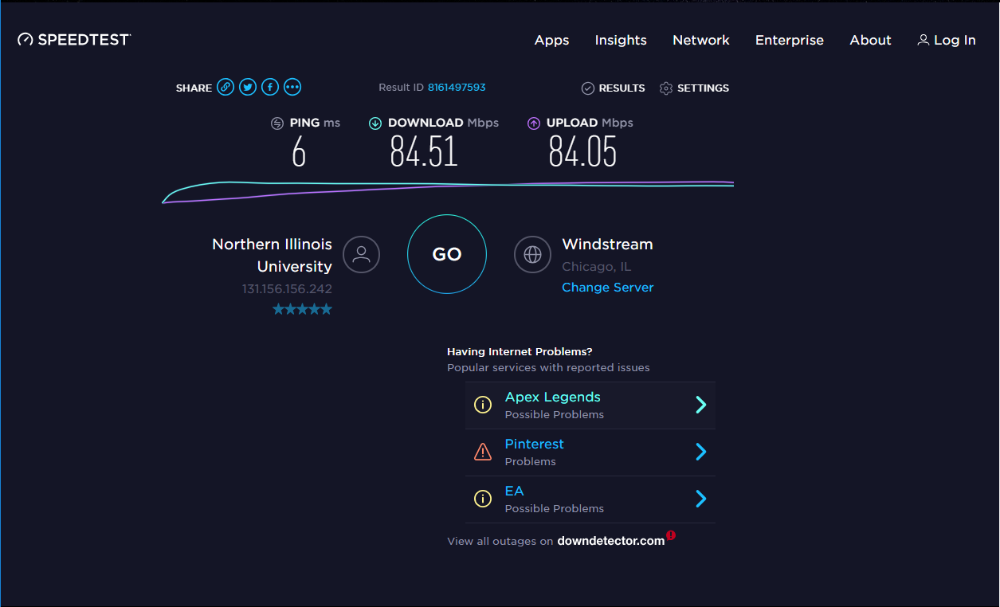 SPEEDTEST
Apps Insights Network Enterprise About Log In
SHARE Result ID 8161497593 RESULTS SETTINGS
PING ms DOWNLOAD Mbps UPLOAD Mbps
6 84.51 84.05
Northern Illinois
University
131.156.156.242
GO
Windstream
Chicago, IL
Change Server
Having Internet Problems?
Popular services with reported issues
Apex Legends
Possible Problems
Pinterest
Problems
EA
Possible Problems
View all outages on downdetector.com!